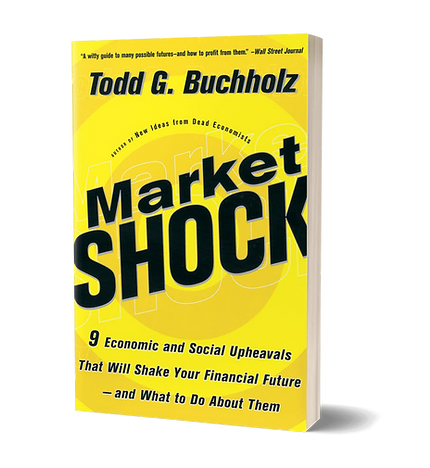 "A witty guide to many possible futures—and how to profit from them." —Wall Street Journal
Todd G. Buchholz
AUTHOR OF New Ideas from Dead Economists
Market
SHOCK
9 Economic and Social Upheavals
That Will Shake Your Financial Future
—and What to Do About Them